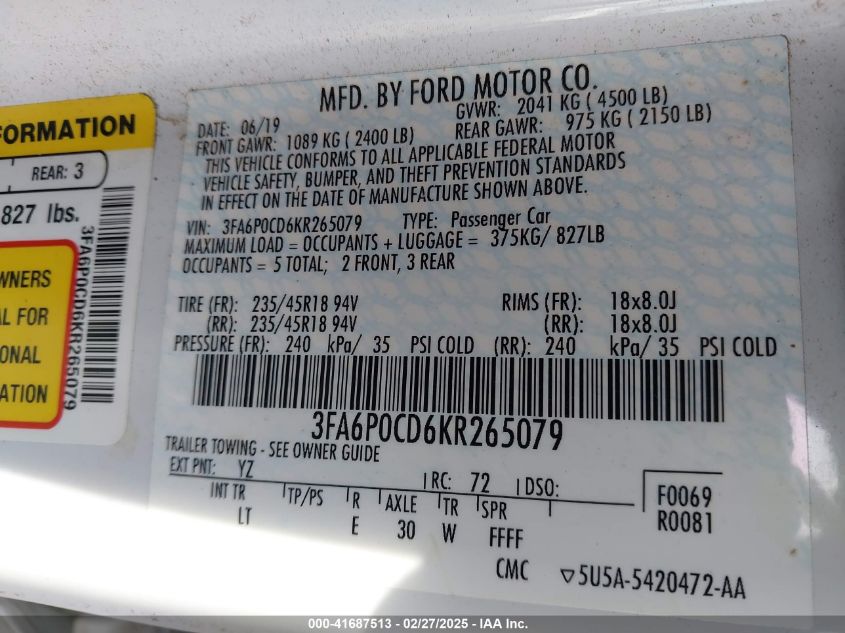 FORMATION
REAR: 3
827 lbs.
WNERS
AL FOR
ONAL
ATION
3FA6P0CD6KR265079
MFD. BY FORD MOTOR CO.
DATE: 06/19 GVWR: 2041 KG ( 4500 LB)
FRONT GAWR: 1089 KG ( 2400 LB) REAR GAWR: 975 KG ( 2150 LB)
THIS VEHICLE CONFORMS TO ALL APPLICABLE FEDERAL MOTOR
VEHICLE SAFETY, BUMPER, AND THEFT PREVENTION STANDARDS
IN EFFECT ON THE DATE OF MANUFACTURE SHOWN ABOVE.
VIN: 3FA6P0CD6KR265079 TYPE: Passenger Car
MAXIMUM LOAD = OCCUPANTS + LUGGAGE = 375KG/ 827LB
OCCUPANTS = 5 TOTAL; 2 FRONT, 3 REAR
TIRE (FR): 235/45R18 94V RIMS (FR): 18x8.0J
(RR): 235/45R18 94V (RR): 18x8.0J
PRESSURE (FR): 240 kPa/ 35 PSI COLD (RR): 240 kPa/ 35 PSI COLD
3FA6P0CD6KR265079
TRAILER TOWING - SEE OWNER GUIDE
EXT PNT: YZ RC: 72 DSO:
INT TR TP/PS R AXLE TR SPR
LT E 30 W FFFF
F0069
R0081
CMC ▽5U5A-5420472-AA
000-41687513 - 02/27/2025 - IAA Inc.